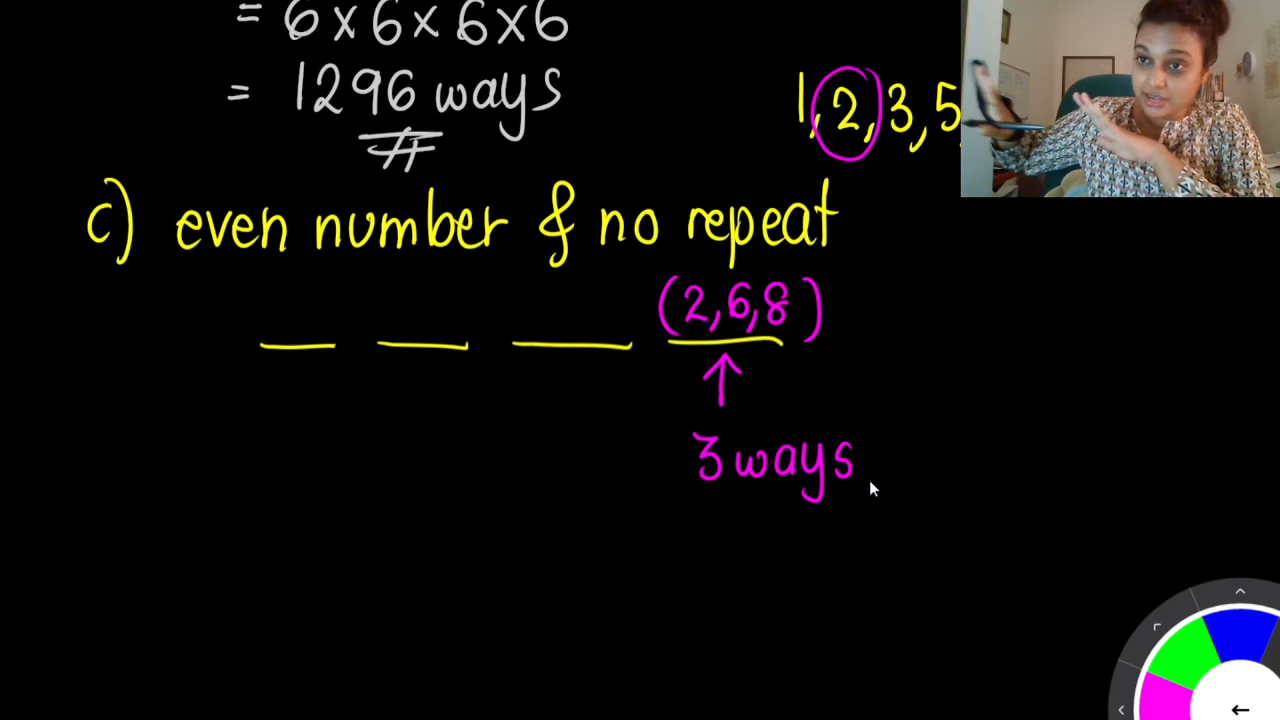 = 6 x 6 x 6 x 6
= 1296 ways
1, 2, 3, 5,
c) even number & no repeat
(2,6,8)
3 ways